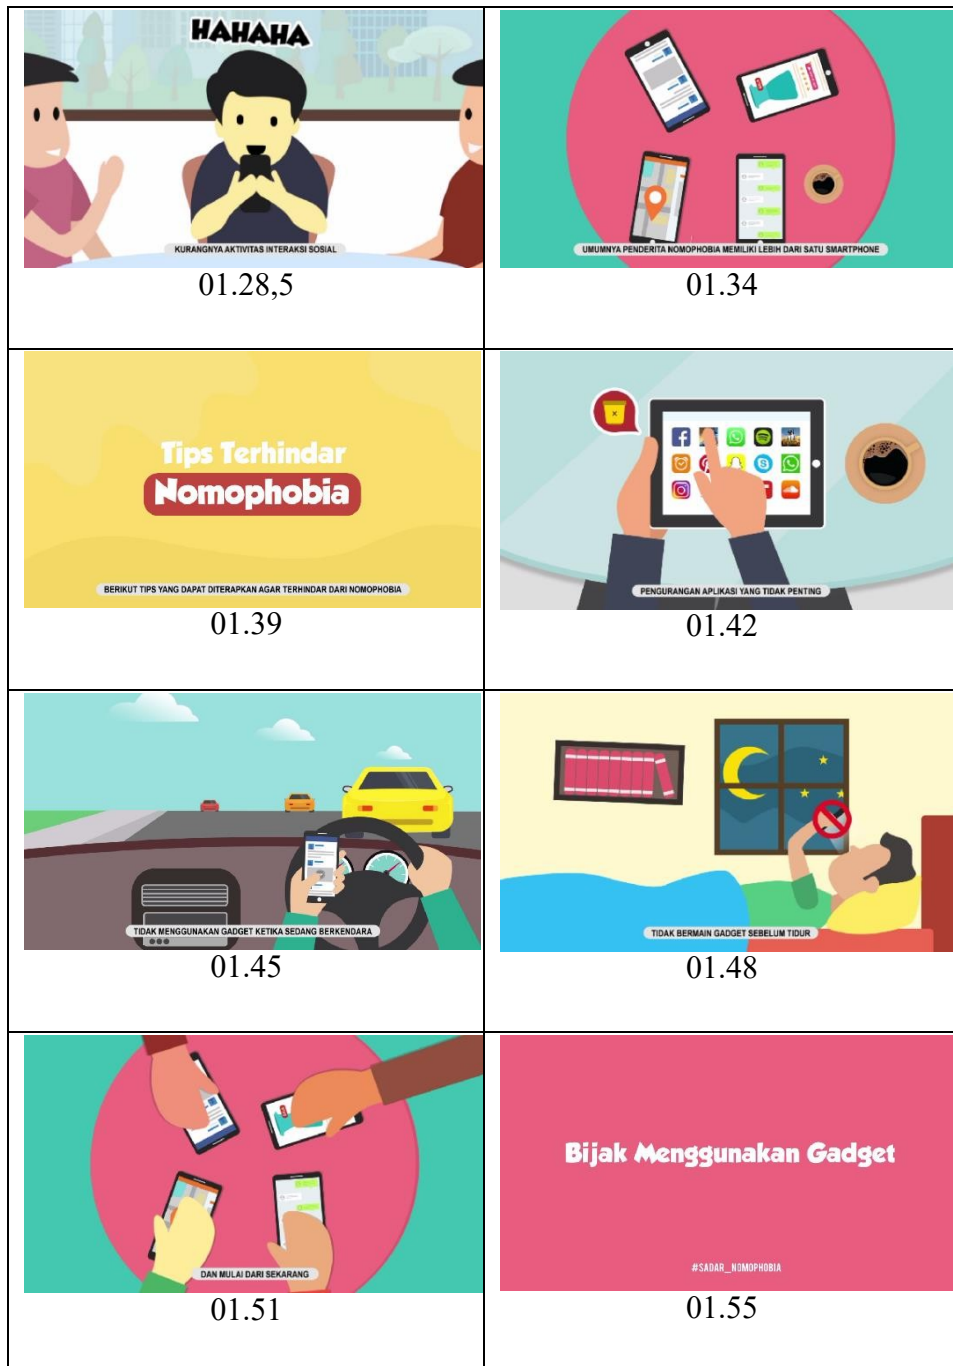 HAHAHA
KURANGNYA AKTIVITAS INTERAKSI SOSIAL
01.28,5
UMUMNYA PENDERITA NOMOPHOBIA MEMILIKI LEBIH DARI SATU SMARTPHONE
01.34
Tips Terhindar
Nomophobia
BERIKUT TIPS YANG DAPAT DITERAPKAN AGAR TERHINDAR DARI NOMOPHOBIA
01.39
PENGURANGAN APLIKASI YANG TIDAK PENTING
01.42
TIDAK MENGGUNAKAN GADGET KETIKA SEDANG BERKENDARA
01.45
TIDAK BERMAIN GADGET SEBELUM TIDUR
01.48
DAN MULAI DARI SEKARANG
01.51
Bijak Menggunakan Gadget
#SADAR_NOMOPHOBIA
01.55